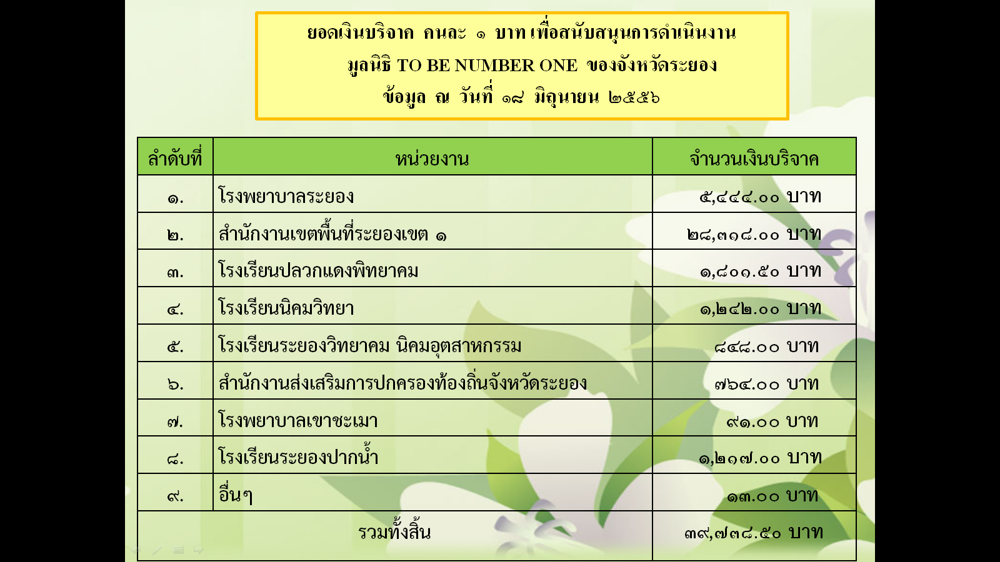 ยอดเงินบริจาค คนละ ๑ บาท เพื่อสนับสนุนการดำเนินงาน
มูลนิธิ TO BE NUMBER ONE ของจังหวัดระยอง
ข้อมูล ณ วันที่ ๑๘ มิถุนายน ๒๕๕๖
ลำดับที่ หน่วยงาน จำนวนเงินบริจาค
๑. โรงพยาบาลระยอง ๕,๔๔๔.๐๐ บาท
๒. สำนักงานเขตพื้นที่ระยองเขต ๑ ๒๘,๓๑๘.๐๐ บาท
๓. โรงเรียนปลวกแดงพิทยาคม ๑,๘๐๑.๕๐ บาท
๔. โรงเรียนนิคมวิทยา ๑,๒๔๒.๐๐ บาท
๕. โรงเรียนระยองวิทยาคม นิคมอุตสาหกรรม ๘๔๘.๐๐ บาท
๖. สำนักงานส่งเสริมการปกครองท้องถิ่นจังหวัดระยอง ๗๖๔.๐๐ บาท
๗. โรงพยาบาลเขาชะเมา ๙๑.๐๐ บาท
๘. โรงเรียนระยองปากน้ำ ๑,๒๑๗.๐๐ บาท
๙. อื่นๆ ๑๓.๐๐ บาท
รวมทั้งสิ้น ๓๙,๗๓๘.๕๐ บาท